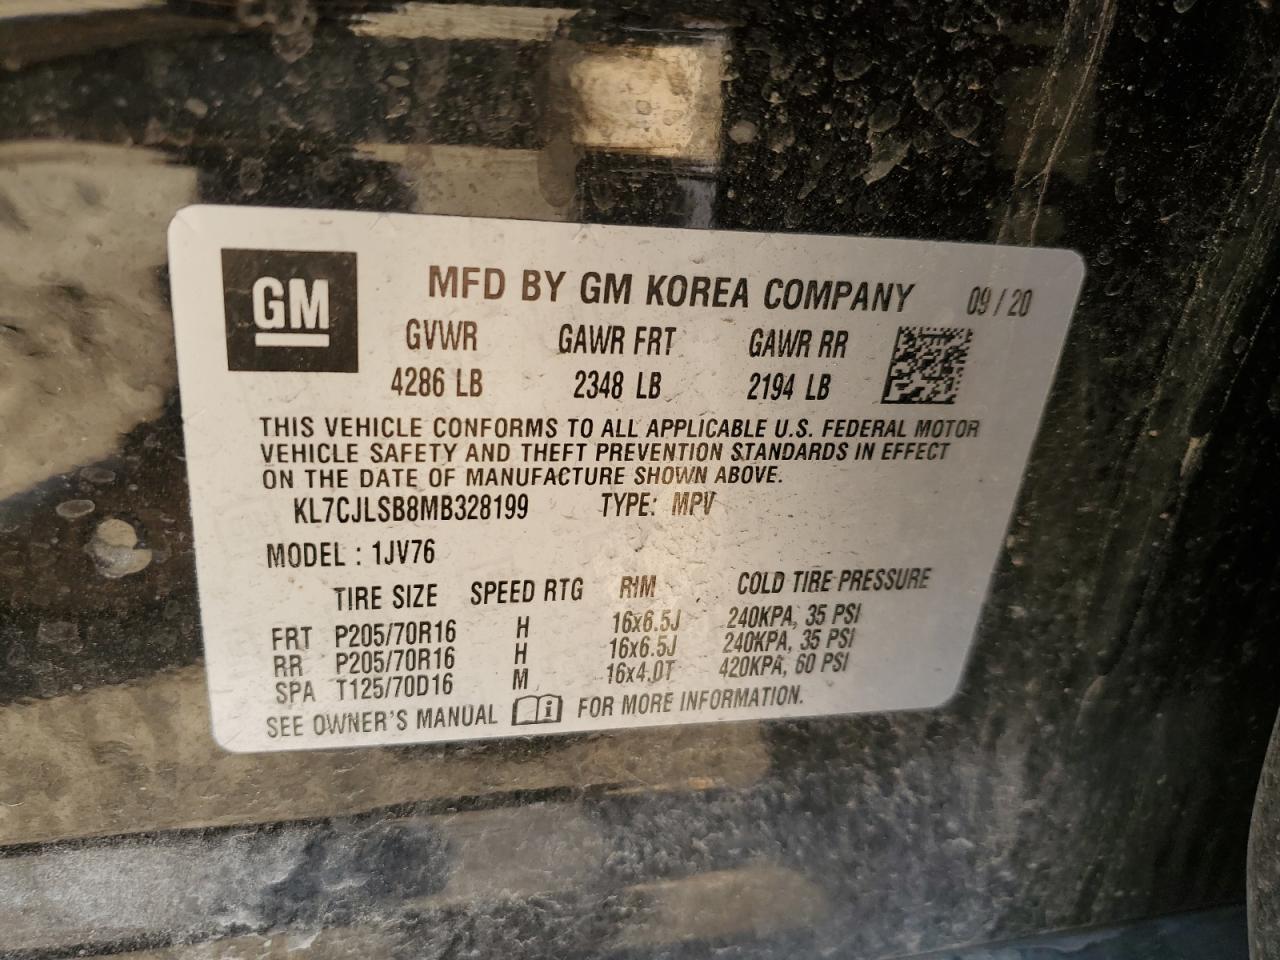 GM
MFD BY GM KOREA COMPANY 09 / 20
GVWR GAWR FRT GAWR RR
4286 LB 2348 LB 2194 LB
THIS VEHICLE CONFORMS TO ALL APPLICABLE U.S. FEDERAL MOTOR
VEHICLE SAFETY AND THEFT PREVENTION STANDARDS IN EFFECT
ON THE DATE OF MANUFACTURE SHOWN ABOVE.
KL7CJLSB8MB328199 TYPE: MPV
MODEL : 1JV76
TIRE SIZE SPEED RTG RIM COLD TIRE PRESSURE
FRT P205/70R16 H 16x6.5J 240KPA, 35 PSI
RR P205/70R16 H 16x6.5J 240KPA, 35 PSI
SPA T125/70D16 M 16x4.0T 420KPA, 60 PSI
SEE OWNER'S MANUAL i FOR MORE INFORMATION.